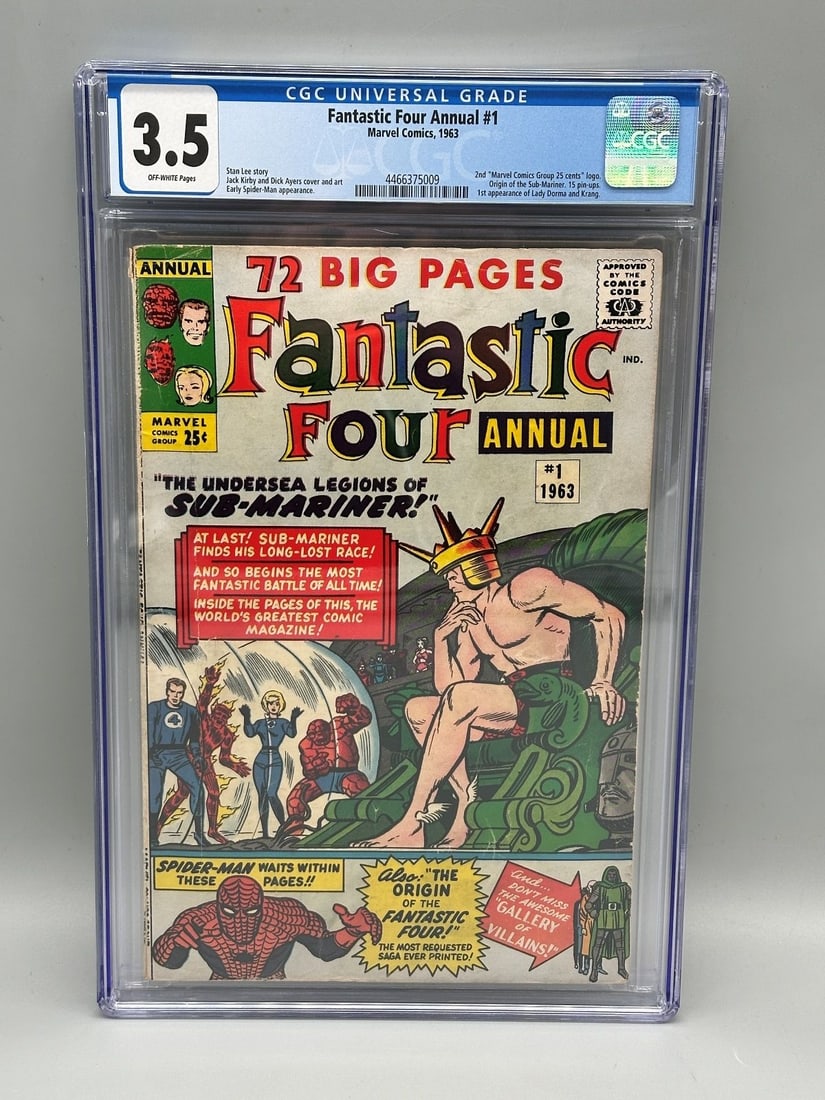 CGC UNIVERSAL GRADE
3.5
OFF-WHITE Pages
Fantastic Four Annual #1
Marvel Comics, 1963
Stan Lee story
Jack Kirby and Dick Ayers cover and art
Early Spider-Man appearance.
4466375009
2nd "Marvel Comics Group 25 cents" logo.
Origin of the Sub-Mariner. 15 pin-ups.
1st appearance of Lady Dorma and Krang.
CGC
ANNUAL
MARVEL
COMICS
GROUP 25¢
72 BIG PAGES
APPROVED
BY THE
COMICS
CODE
CA
AUTHORITY
Fantastic
IND.
FOUR ANNUAL
#1
1963
"THE UNDERSEA LEGIONS OF
SUB-MARINER!"
AT LAST! SUB-MARINER
FINDS HIS LONG-LOST RACE!
AND SO BEGINS THE MOST
FANTASTIC BATTLE OF ALL TIME!
INSIDE THE PAGES OF THIS, THE
WORLD'S GREATEST COMIC
MAGAZINE!
4
SPIDER-MAN WAITS WITHIN
THESE PAGES!!
Also: "THE
ORIGIN
OF THE
FANTASTIC
FOUR!"
THE MOST REQUESTED
SAGA EVER PRINTED!
and...
DON'T MISS
THE AWESOME
"GALLERY
OF
VILLAINS!"